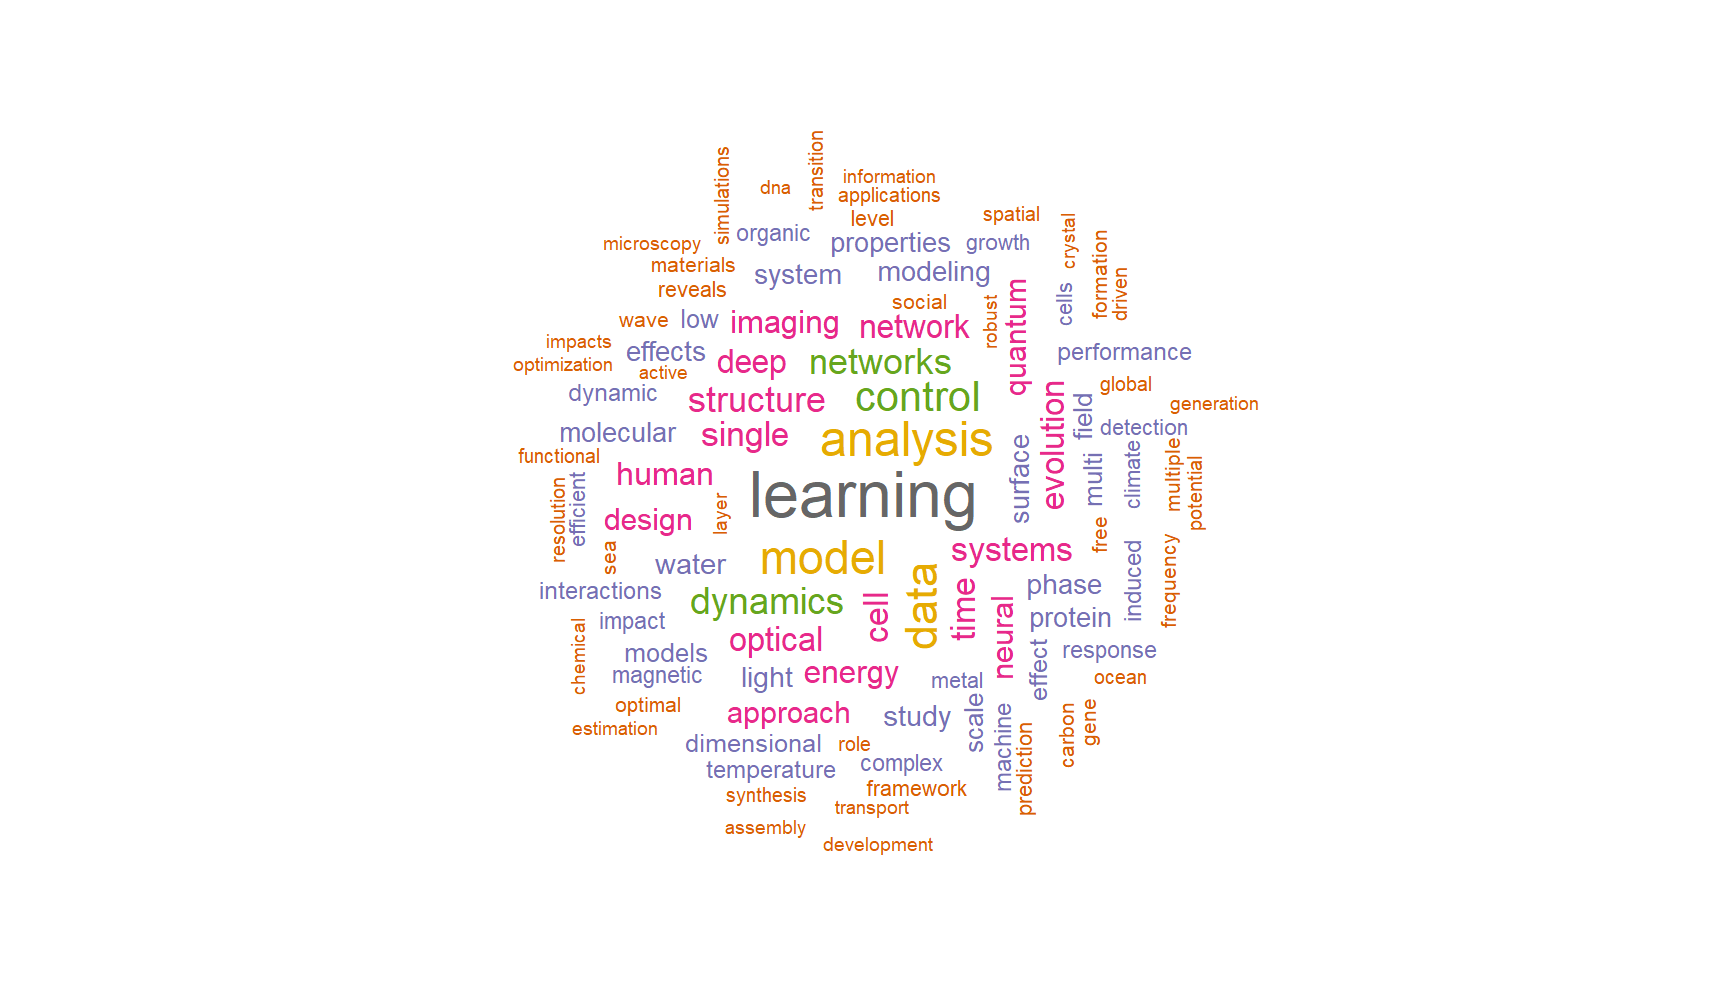 transition
simulations
information
dna
applications
level
spatial
crystal
organic
properties
growth
microscopy
formation
materials
system
modeling
driven
reveals
quantum
cells
social
robust
wave
low
imaging
network
impacts
effects
deep
networks
performance
optimization
active
dynamic
structure
control
evolution
global
field
generation
molecular
single
analysis
surface
detection
functional
human
multi
climate
multiple
potential
resolution
efficient
design
layer
learning
sea
water
model
systems
free
induced
frequency
interactions
dynamics
cell
data
time
neural
phase
protein
impact
chemical
optical
models
magnetic
light
energy
metal
effect
response
ocean
optimal
approach
study
scale
machine
carbon
gene
estimation
dimensional
role
prediction
temperature
complex
synthesis
framework
transport
assembly
development